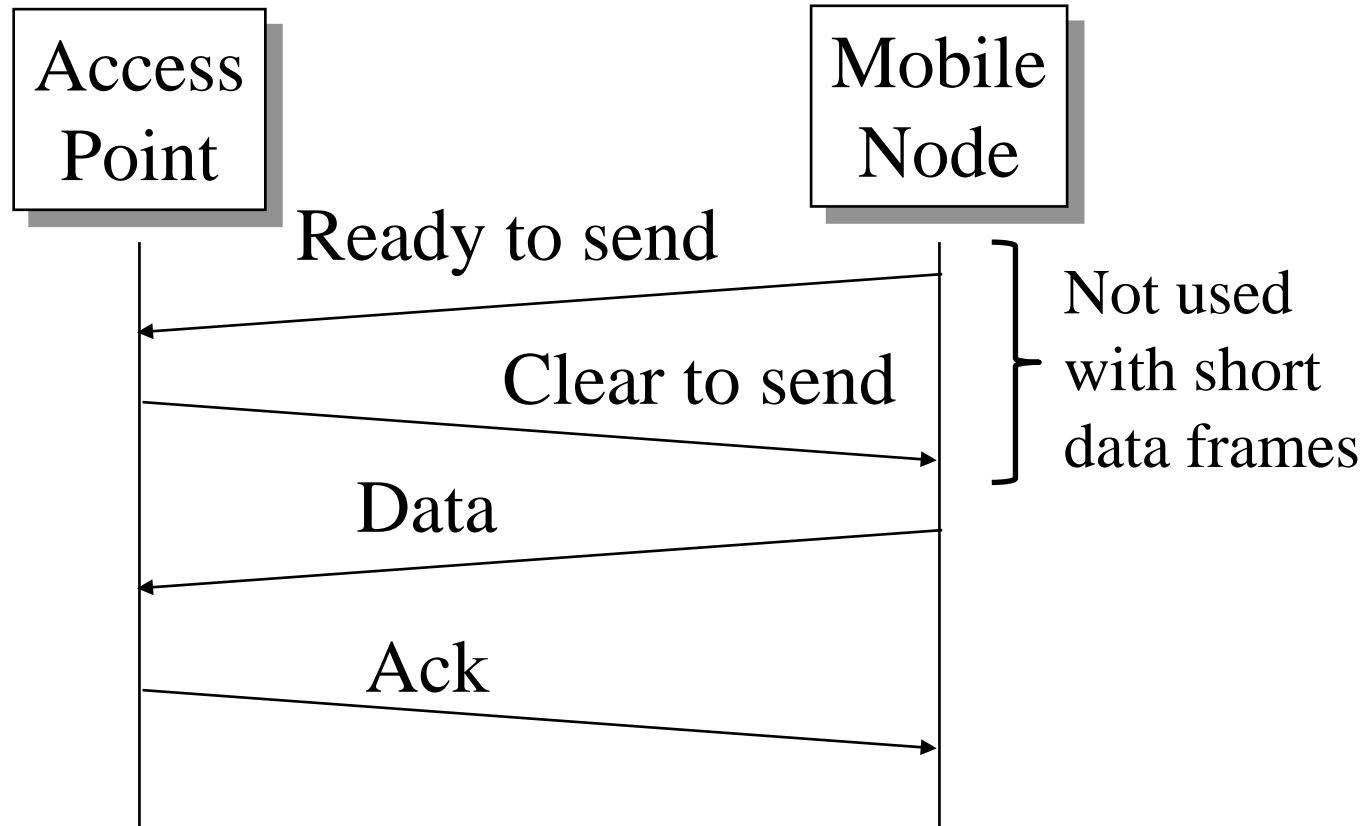 Access
Point
Mobile
Node
Ready to send
Not used
with short
data frames
Clear to send
Data
Ack